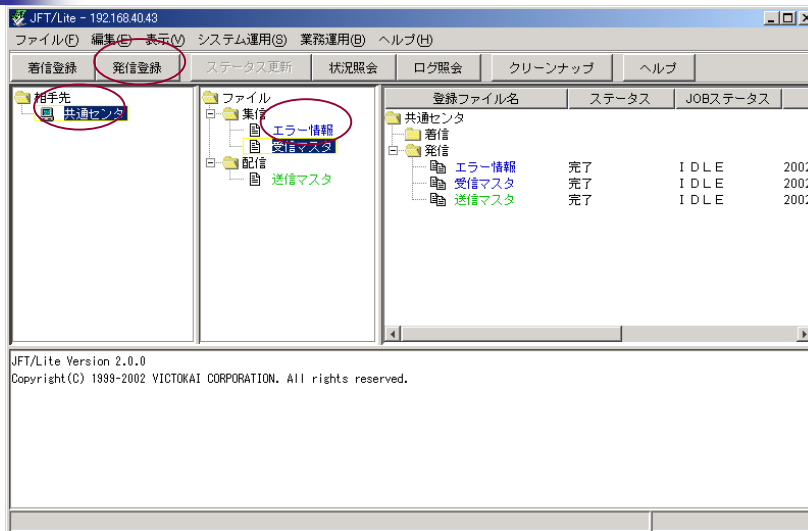 JFT/Lite - 192.168.40.43
ファイル(F) 編集(E) 表示(V) システム運用(S) 業務運用(B) ヘルプ(H)
着信登録 発信登録 ステータス更新 状況照会 ログ照会 クリーンナップ ヘルプ
相手先
共通センタ
ファイル
集信
エラー情報
受信マスタ
配信
送信マスタ
登録ファイル名 ステータス JOBステータス
共通センタ
着信
発信
エラー情報 完了 IDLE 2002
受信マスタ 完了 IDLE 2002
送信マスタ 完了 IDLE 2002
JFT/Lite Version 2.0.0
Copyright(C) 1999-2002 VICTOKAI CORPORATION. All rights reserved.